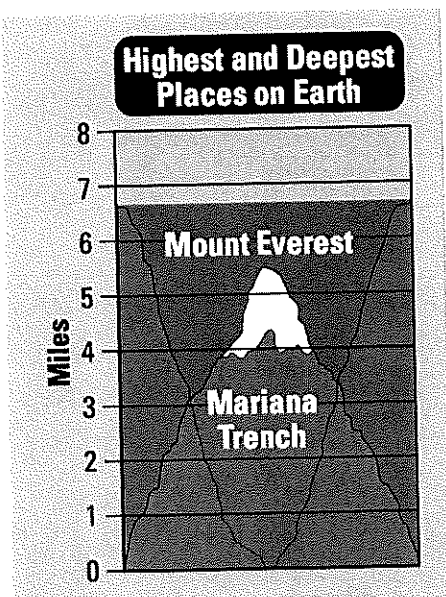 Highest and Deepest
Places on Earth
8
7
6
5
4
3
2
1
0
Miles
Mount Everest
Mariana
Trench